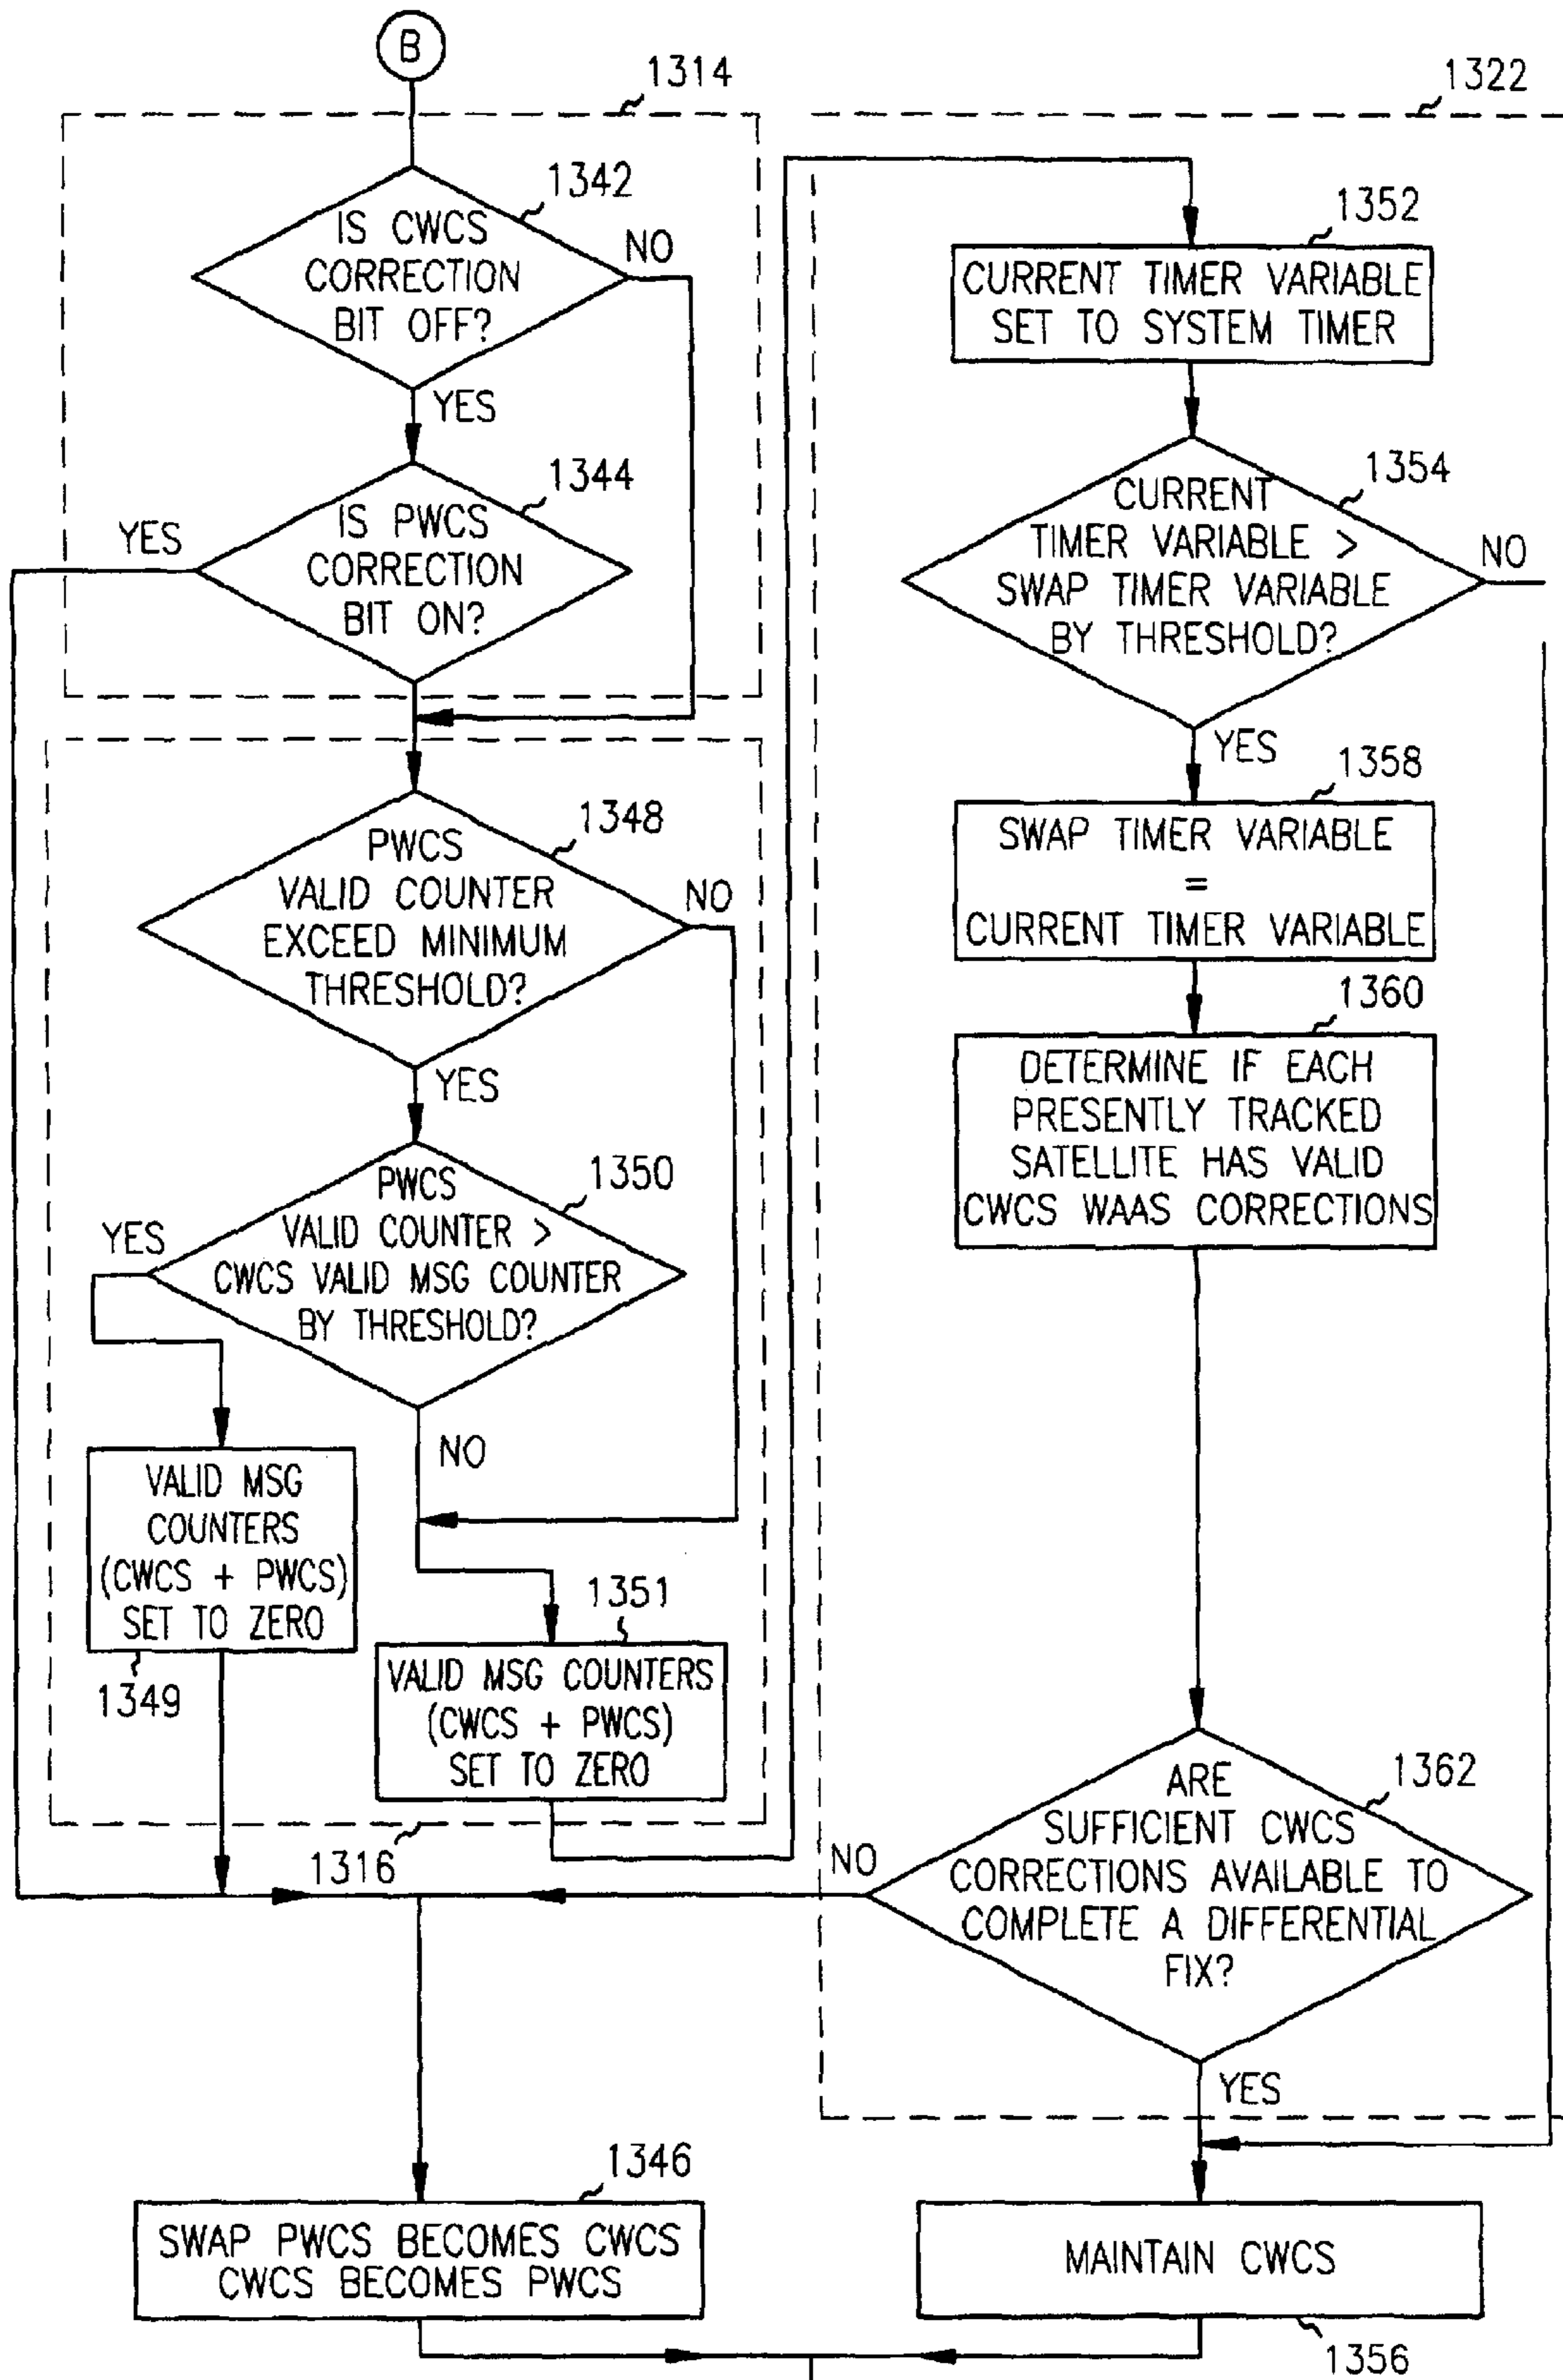 B
1314
1342
IS CWCS
CORRECTION
BIT OFF?
NO
YES
1344
IS PWCS
CORRECTION
BIT ON?
YES
1348
PWCS
VALID COUNTER
EXCEED MINIMUM
THRESHOLD?
NO
YES
1350
PWCS
VALID COUNTER >
CWCS VALID MSG COUNTER
BY THRESHOLD?
YES
NO
VALID MSG
COUNTERS
(CWCS + PWCS)
SET TO ZERO
1349
1351
VALID MSG COUNTERS
(CWCS + PWCS)
SET TO ZERO
1316
1346
SWAP PWCS BECOMES CWCS
CWCS BECOMES PWCS
1322
1352
CURRENT TIMER VARIABLE
SET TO SYSTEM TIMER
1354
CURRENT
TIMER VARIABLE >
SWAP TIMER VARIABLE
BY THRESHOLD?
NO
YES
1358
SWAP TIMER VARIABLE
=
CURRENT TIMER VARIABLE
1360
DETERMINE IF EACH
PRESENTLY TRACKED
SATELLITE HAS VALID
CWCS WAAS CORRECTIONS
1362
ARE
SUFFICIENT CWCS
CORRECTIONS AVAILABLE TO
COMPLETE A DIFFERENTIAL
FIX?
NO
YES
MAINTAIN CWCS
1356